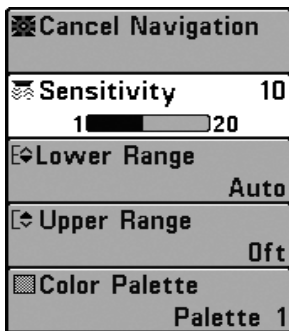 Cancel Navigation
Sensitivity 10
1 20
Lower Range
Auto
Upper Range
0ft
Color Palette
Palette 1